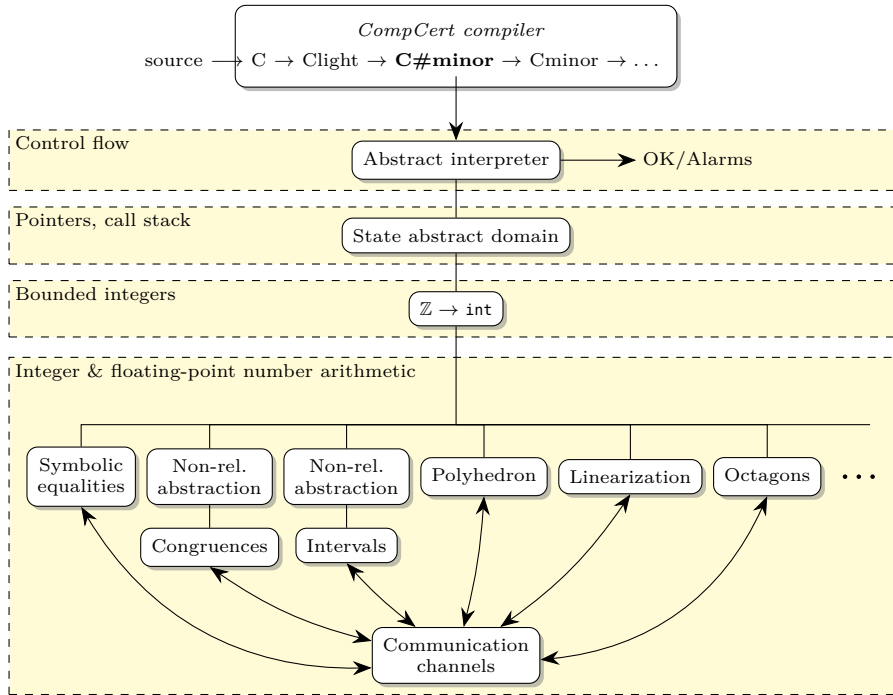 CompCert compiler
source → C → Clight → C#minor → Cminor → ...
Control flow
Abstract interpreter
OK/Alarms
Pointers, call stack
State abstract domain
Bounded integers
ℤ → int
Integer & floating-point number arithmetic
Symbolic
equalities
Non-rel.
abstraction
Non-rel.
abstraction
Polyhedron
Linearization
Octagons
...
Congruences
Intervals
Communication
channels